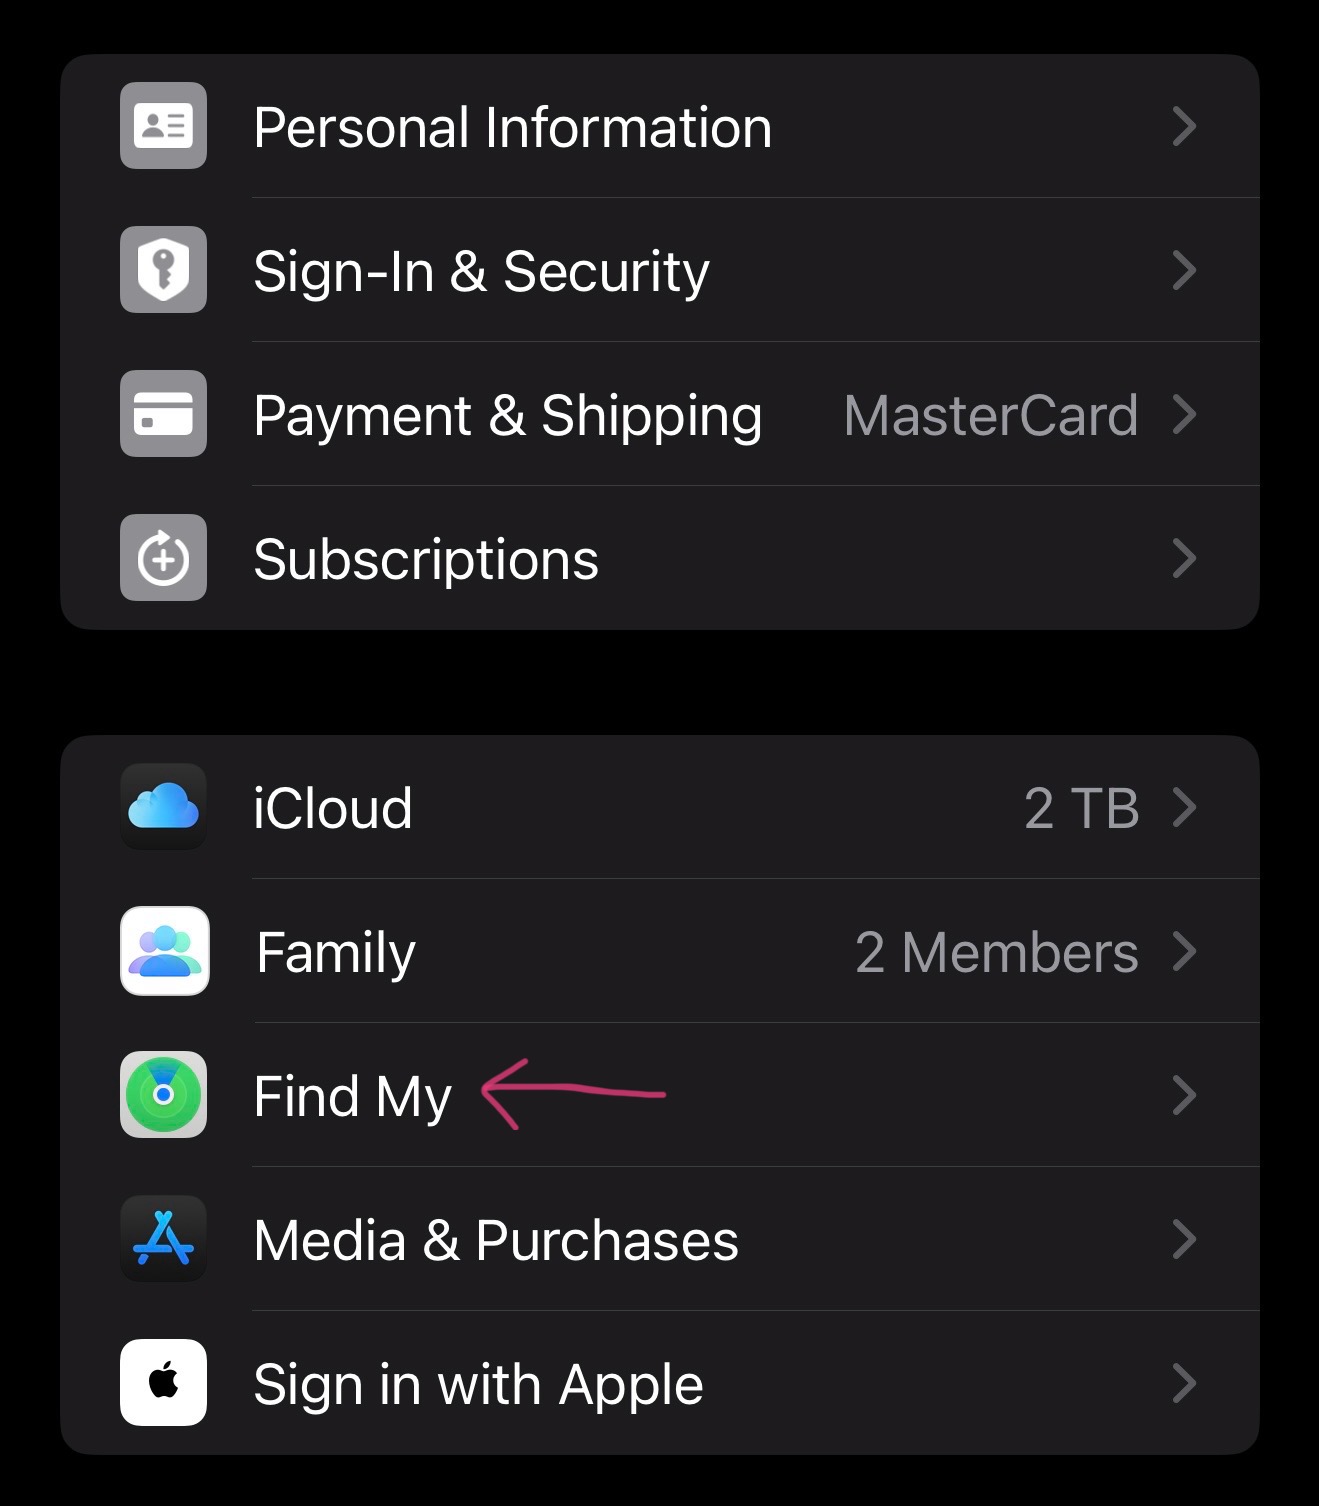 Personal Information
Sign-In & Security
Payment & Shipping MasterCard
Subscriptions
iCloud 2 TB
Family 2 Members
Find My
Media & Purchases
Sign in with Apple